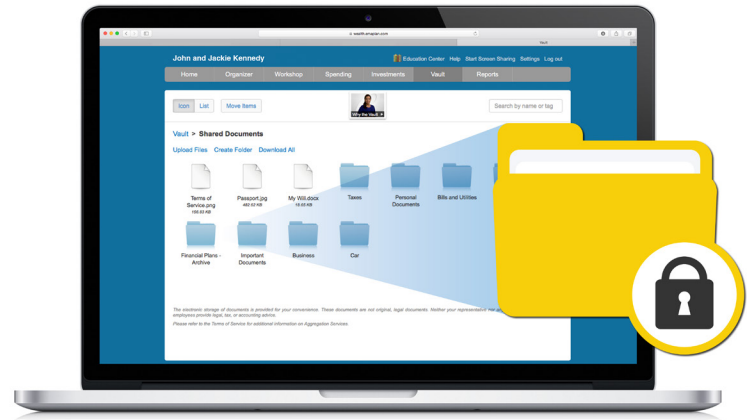 wealth.emaplan.com
Vault
John and Jackie Kennedy
Education Center Help Start Screen Sharing Settings Log out
Home Organizer Workshop Spending Investments Vault Reports
Icon List Move Items
Why the Vault
Search by name or tag
Vault > Shared Documents
Upload Files Create Folder Download All
Terms of Service.png
Passport.jpg
My Will.docx
Taxes
Personal Documents
Bills and Utilities
Financial Plans - Archive
Important Documents
Business
Car
The electronic storage of documents is provided for your convenience. These documents are not original, legal documents. Neither your representative nor
employees provide legal, tax, or accounting advice.
Please refer to the Terms of Service for additional information on Aggregation Services.